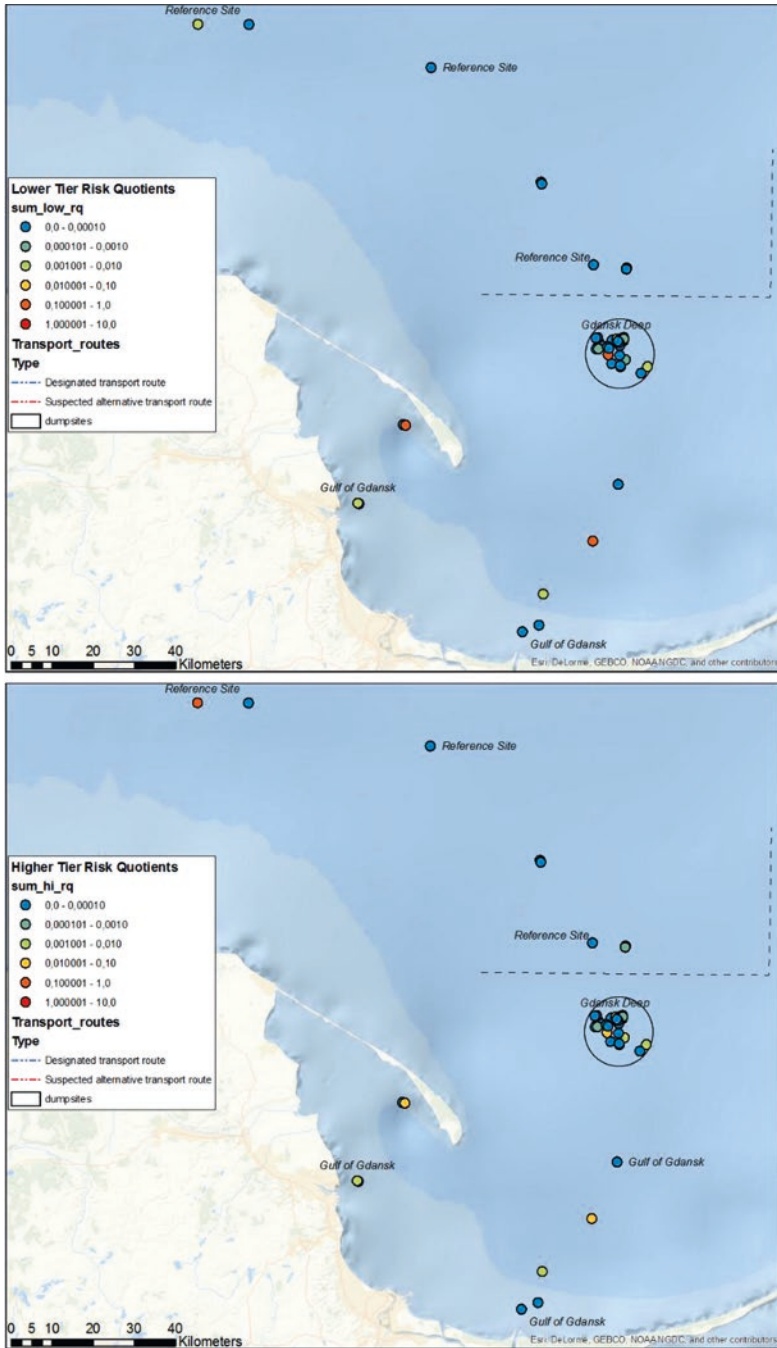 Reference Site
Reference Site
Lower Tier Risk Quotients
sum_low_rq
0,0 - 0,00010
0,000101 - 0,0010
0,001001 - 0,010
0,010001 - 0,10
0,100001 - 1,0
1,000001 - 10,0
Transport_routes
Type
Designated transport route
Suspected alternative transport route
dumpsites
Reference Site
Gdansk Deep
Gulf of Gdansk
Gulf of Gdansk
0 5 10 20 30 40
Kilometers
Esri, DeLorme, GEBCO, NOAA NGDC, and other contributors
Reference Site
Reference Site
Higher Tier Risk Quotients
sum_hi_rq
0,0 - 0,00010
0,000101 - 0,0010
0,001001 - 0,010
0,010001 - 0,10
0,100001 - 1,0
1,000001 - 10,0
Transport_routes
Type
Designated transport route
Suspected alternative transport route
dumpsites
Reference Site
Gdansk Deep
Gulf of Gdansk
Gulf of Gdansk
Gulf of Gdansk
0 5 10 20 30 40
Kilometers
Esri, DeLorme, GEBCO, NOAA NGDC, and other contributors